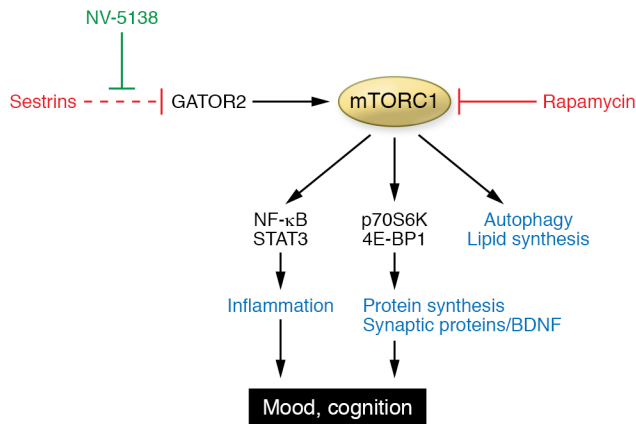 NV-5138
Sestrins
GATOR2
mTORC1
Rapamycin
NF-κB
STAT3
p70S6K
4E-BP1
Autophagy
Lipid synthesis
Inflammation
Protein synthesis
Synaptic proteins/BDNF
Mood, cognition